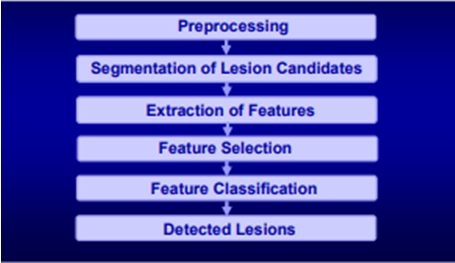 Preprocessing
Segmentation of Lesion Candidates
Extraction of Features
Feature Selection
Feature Classification
Detected Lesions